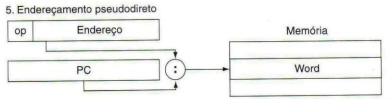 5. Endereçamento pseudodireto
op Endereço Memória
PC : Word